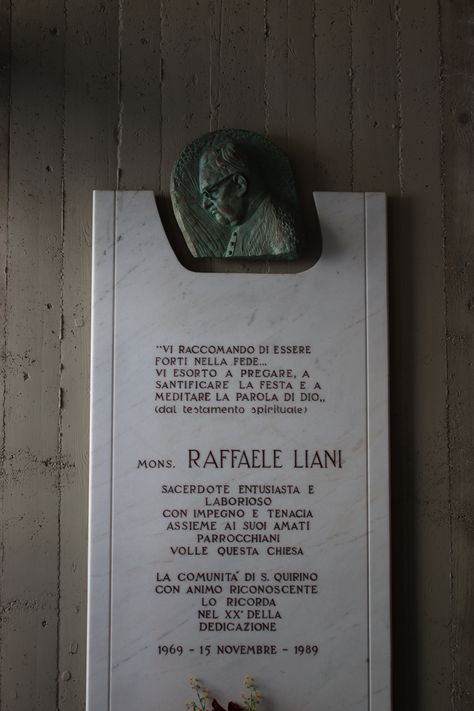 “VI RACCOMANDO DI ESSERE
FORTI NELLA FEDE...
VI ESORTO A PREGARE, A
SANTIFICARE LA FESTA E A
MEDITARE LA PAROLA DI DIO„
(dal testamento spirituale)
MONS. RAFFAELE LIANI
SACERDOTE ENTUSIASTA E
LABORIOSO
CON IMPEGNO E TENACIA
ASSIEME AI SUOI AMATI
PARROCCHIANI
VOLLE QUESTA CHIESA
LA COMUNITA' DI S. QUIRINO
CON ANIMO RICONOSCENTE
LO RICORDA
NEL XX° DELLA
DEDICAZIONE
1969 - 15 NOVEMBRE - 1989